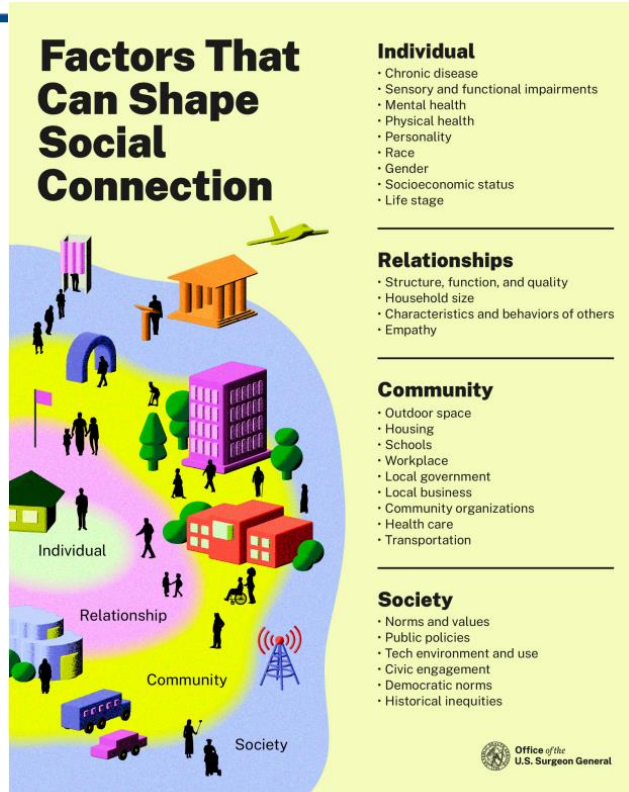 Factors That
Can Shape
Social
Connection
Individual
• Chronic disease
• Sensory and functional impairments
• Mental health
• Physical health
• Personality
• Race
• Gender
• Socioeconomic status
• Life stage
Relationships
• Structure, function, and quality
• Household size
• Characteristics and behaviors of others
• Empathy
Community
• Outdoor space
• Housing
• Schools
• Workplace
• Local government
• Local business
• Community organizations
• Health care
• Transportation
Society
• Norms and values
• Public policies
• Tech environment and use
• Civic engagement
• Democratic norms
• Historical inequities
Individual
Relationship
Community
Society
Office of the
U.S. Surgeon General